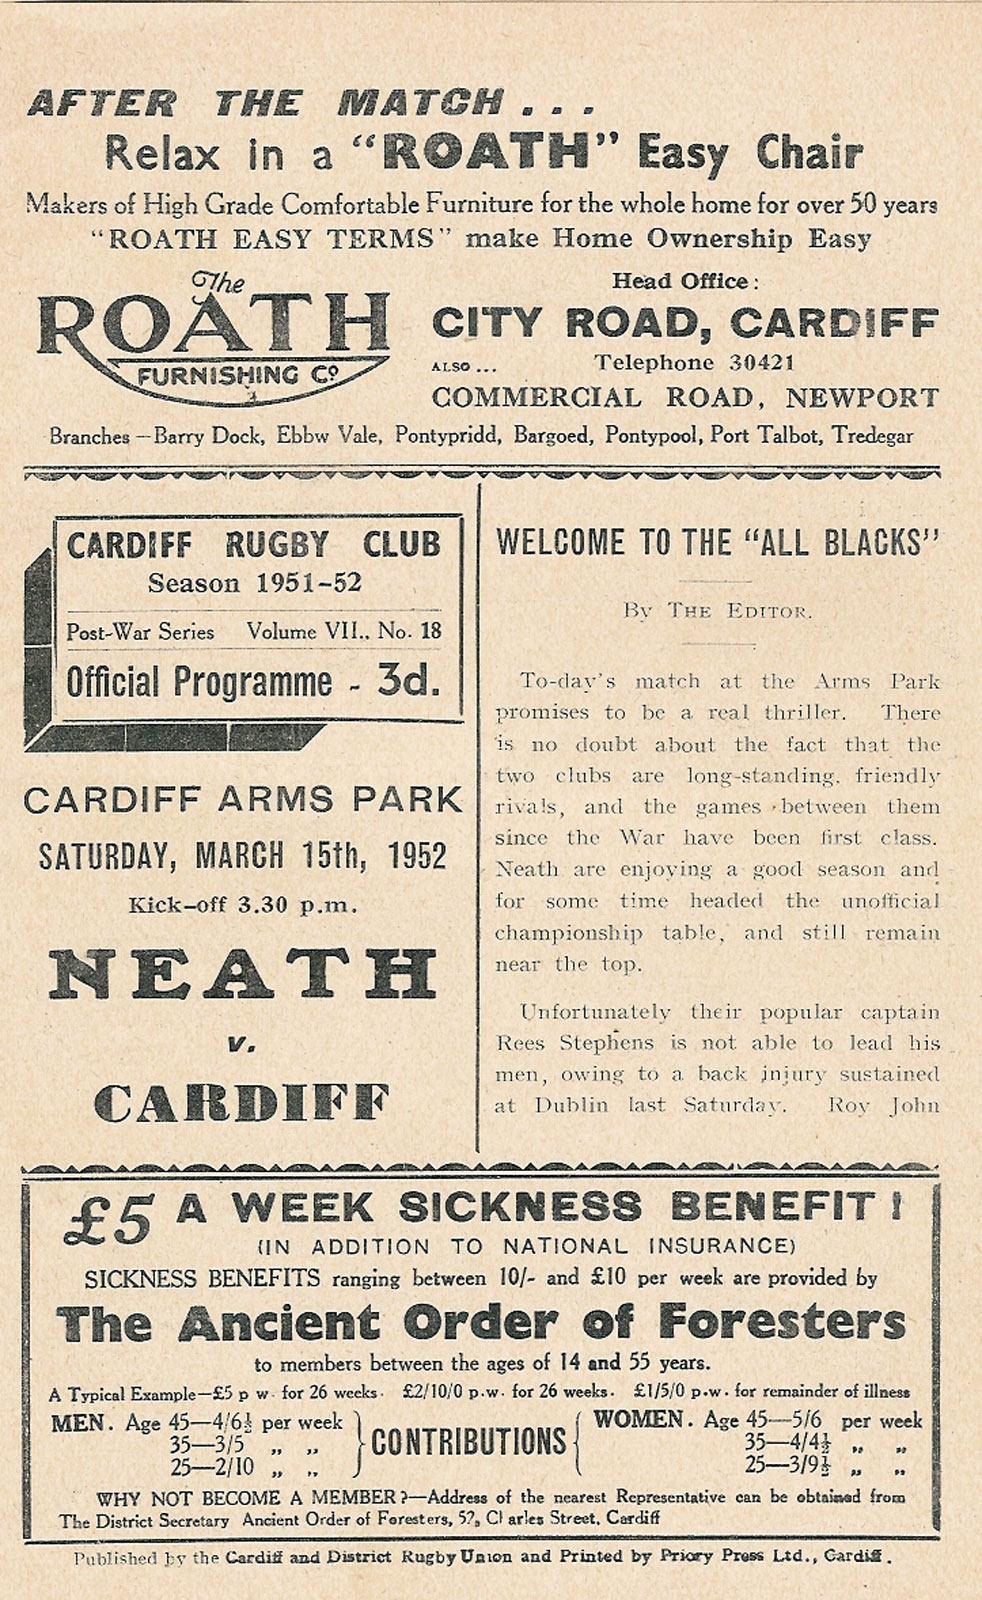 AFTER THE MATCH . . .
Relax in a "ROATH" Easy Chair
Makers of High Grade Comfortable Furniture for the whole home for over 50 years
"ROATH EASY TERMS" make Home Ownership Easy
The
ROATH
FURNISHING Co.
Head Office :
CITY ROAD, CARDIFF
Telephone 30421
ALSO ...
COMMERCIAL ROAD, NEWPORT
Branches — Barry Dock, Ebbw Vale, Pontypridd, Bargoed, Pontypool, Port Talbot, Tredegar
CARDIFF RUGBY CLUB
Season 1951-52
Post-War Series Volume VII., No. 18
Official Programme - 3d.
CARDIFF ARMS PARK
SATURDAY, MARCH 15th, 1952
Kick-off 3.30 p.m.
NEATH
v.
CARDIFF
WELCOME TO THE "ALL BLACKS"
By THE EDITOR.
To-day's match at the Arms Park
promises to be a real thriller. There
is no doubt about the fact that the
two clubs are long-standing, friendly
rivals, and the games between them
since the War have been first class.
Neath are enjoying a good season and
for some time headed the unofficial
championship table, and still remain
near the top.
Unfortunately their popular captain
Rees Stephens is not able to lead his
men, owing to a back injury sustained
at Dublin last Saturday. Roy John
£5 A WEEK SICKNESS BENEFIT !
(IN ADDITION TO NATIONAL INSURANCE)
SICKNESS BENEFITS ranging between 10/- and £10 per week are provided by
The Ancient Order of Foresters
to members between the ages of 14 and 55 years.
A Typical Example—£5 p w. for 26 weeks. £2/10/0 p.w. for 26 weeks. £1/5/0 p.w. for remainder of illness
MEN. Age 45—4/6½ per week
35—3/5 „ „
25—2/10 „ „
CONTRIBUTIONS
WOMEN. Age 45—5/6 per week
35—4/4½ „ „
25—3/9½ „ „
WHY NOT BECOME A MEMBER ?—Address of the nearest Representative can be obtained from
The District Secretary Ancient Order of Foresters, Charles Street, Cardiff
Published by the Cardiff and District Rugby Union and Printed by Priory Press Ltd., Cardiff.